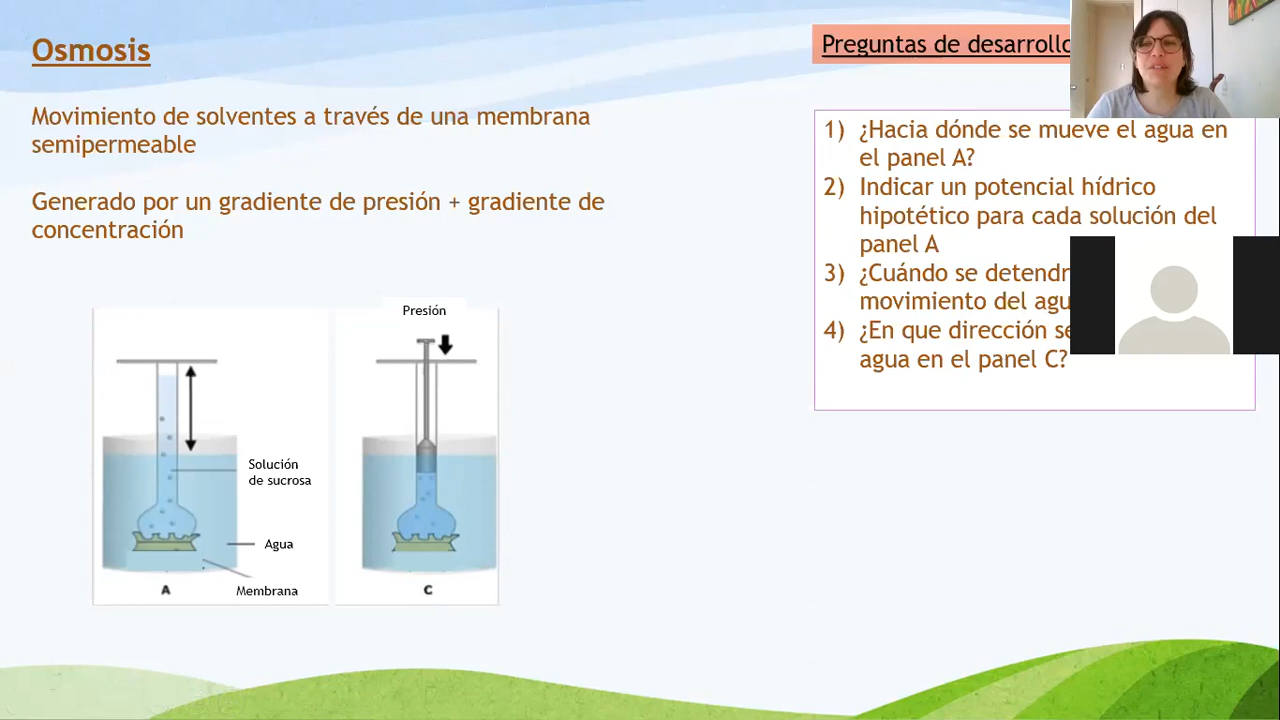 Osmosis
Movimiento de solventes a través de una membrana
semipermeable
Generado por un gradiente de presión + gradiente de
concentración
Presión
Solución
de sucrosa
Agua
Membrana
A
C
Preguntas de desarrollo
1) ¿Hacia dónde se mueve el agua en
el panel A?
2) Indicar un potencial hídrico
hipotético para cada solución del
panel A
3) ¿Cuándo se
movimiento del
4) ¿En que dirección
agua en el panel C?